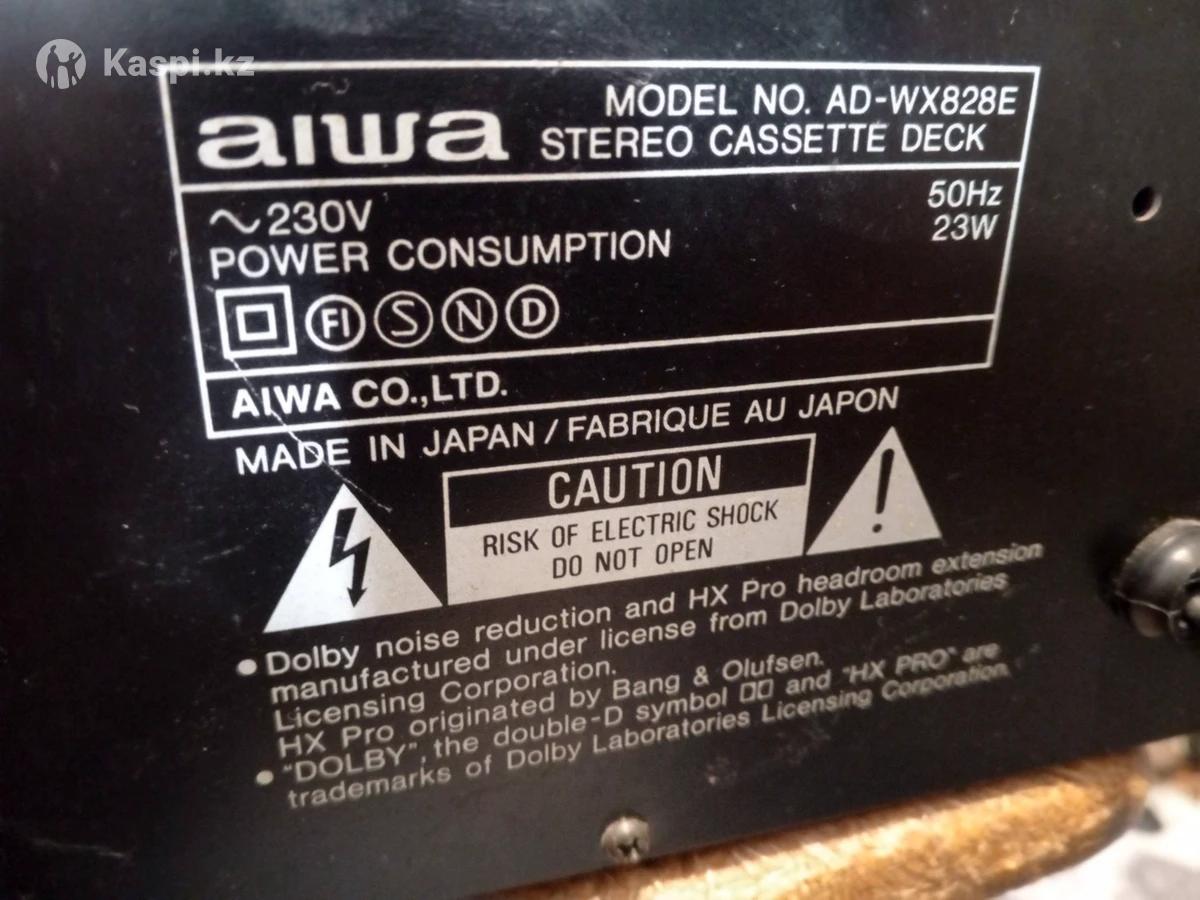 Kaspi.kz
aiwa
MODEL NO. AD-WX828E
STEREO CASSETTE DECK
~230V
50Hz
POWER CONSUMPTION
23W
FI S N D
AIWA CO.,LTD.
MADE IN JAPAN / FABRIQUE AU JAPON
CAUTION
RISK OF ELECTRIC SHOCK
DO NOT OPEN
• Dolby noise reduction and HX Pro headroom extension
manufactured under license from Dolby Laboratories
Licensing Corporation.
HX Pro originated by Bang & Olufsen.
• "DOLBY", the double-D symbol and "HX PRO" are
trademarks of Dolby Laboratories Licensing Corporation.